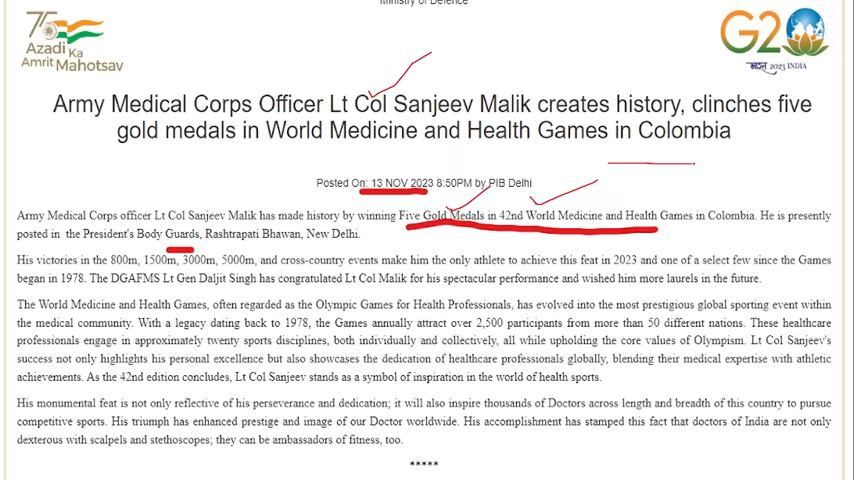 Ministry of Defence
75
Azadi Ka
Amrit Mahotsav
G20
भारत 2023 INDIA
Army Medical Corps Officer Lt Col Sanjeev Malik creates history, clinches five
gold medals in World Medicine and Health Games in Colombia
Posted On: 13 NOV 2023 8:50PM by PIB Delhi
Army Medical Corps officer Lt Col Sanjeev Malik has made history by winning Five Gold Medals in 42nd World Medicine and Health Games in Colombia. He is presently
posted in the President's Body Guards, Rashtrapati Bhawan, New Delhi.
His victories in the 800m, 1500m, 3000m, 5000m, and cross-country events make him the only athlete to achieve this feat in 2023 and one of a select few since the Games
began in 1978. The DGAFMS Lt Gen Daljit Singh has congratulated Lt Col Malik for his spectacular performance and wished him more laurels in the future.
The World Medicine and Health Games, often regarded as the Olympic Games for Health Professionals, has evolved into the most prestigious global sporting event within
the medical community. With a legacy dating back to 1978, the Games annually attract over 2,500 participants from more than 50 different nations. These healthcare
professionals engage in approximately twenty sports disciplines, both individually and collectively, all while upholding the core values of Olympism. Lt Col Sanjeev's
success not only highlights his personal excellence but also showcases the dedication of healthcare professionals globally, blending their medical expertise with athletic
achievements. As the 42nd edition concludes, Lt Col Sanjeev stands as a symbol of inspiration in the world of health sports.
His monumental feat is not only reflective of his perseverance and dedication; it will also inspire thousands of Doctors across length and breadth of this country to pursue
competitive sports. His triumph has enhanced prestige and image of our Doctor worldwide. His accomplishment has stamped this fact that doctors of India are not only
dexterous with scalpels and stethoscopes; they can be ambassadors of fitness, too.
*****